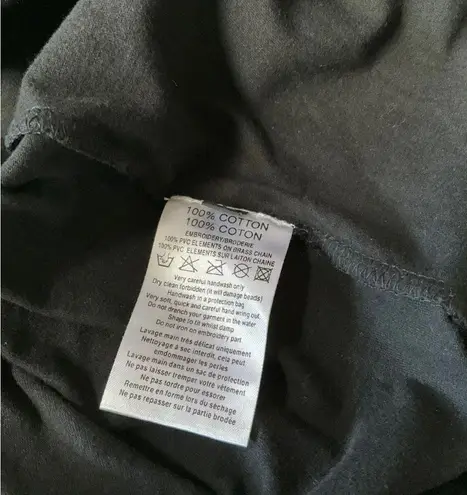 100% COTTON
100% COTON
EMBROIDERY/BRODERIE
100% PVC ELEMENTS ON BRASS CHAIN
100% PVC ELEMENTS SUR LAITON CHAINE
Very careful handwash only
Dry clean forbidden (it will damage beads)
Handwash in a protection bag
Very soft, quick and careful hand wring out
Do not drench your garment in the water
Shape in to whilst damp
Do not iron on embroidery part
Lavage main très délicat uniquement
Nettoyage à sec interdit, cela peut
endommager les perles
Lavage main dans un sac de protection
Ne pas laisser tremper votre vêtement
Ne pas tordre pour essorer
Remettre en forme lors du séchage
Ne pas repasser sur la partie brodée